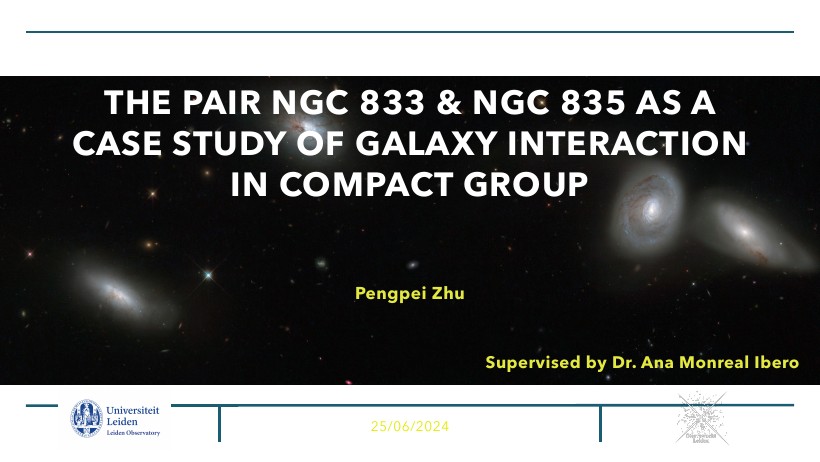 THE PAIR NGC 833 & NGC 835 AS A
CASE STUDY OF GALAXY INTERACTION
IN COMPACT GROUP
Pengpei Zhu
Supervised by Dr. Ana Monreal Ibero
Universiteit
Leiden
Leiden Observatory
25/06/2024